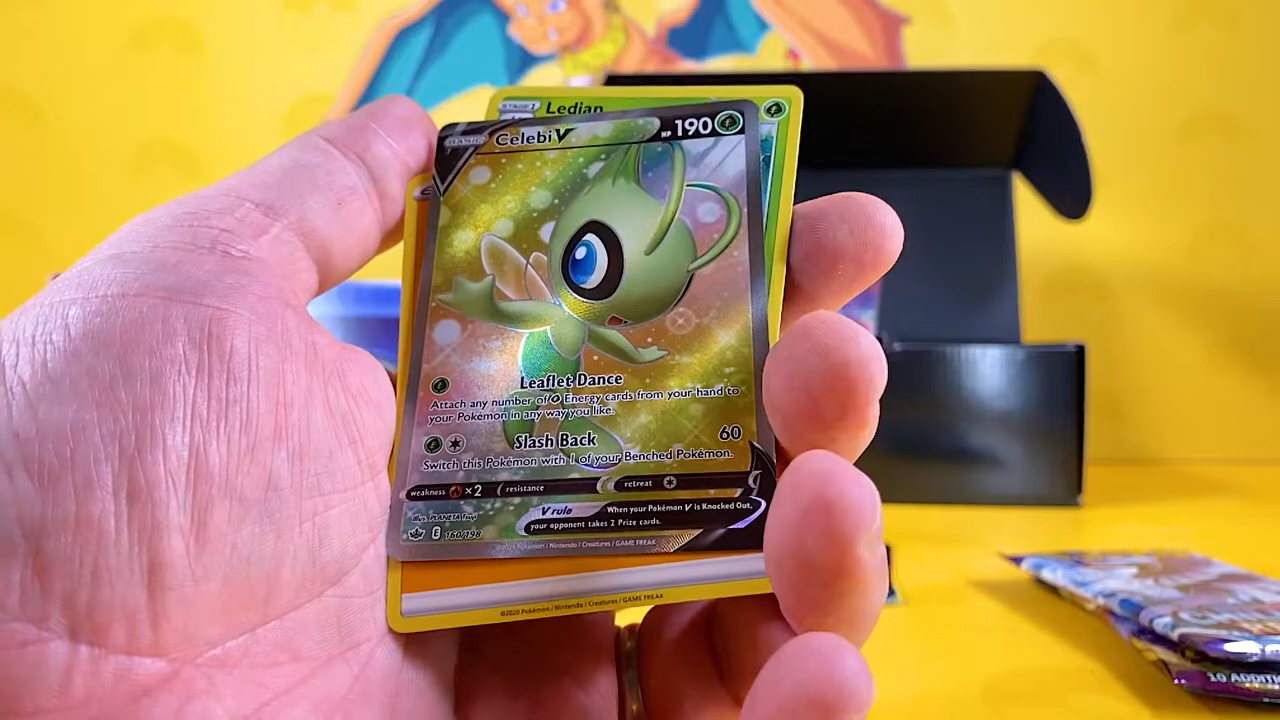 STAGE 1
Ledian
BASIC
Celebi V
HP 190
Leaflet Dance
Attach any number of Energy cards from your hand to
your Pokémon in any way you like.
Slash Back 60
Switch this Pokémon with 1 of your Benched Pokémon.
weakness ×2 resistance retreat
V rule When your Pokémon V is Knocked Out,
your opponent takes 2 Prize cards.
Illus. PLANETA Tsuji
E 160/198
©2021 Pokémon / Nintendo / Creatures / GAME FREAK
©2020 Pokémon / Nintendo / Creatures / GAME FREAK
10 ADDITI